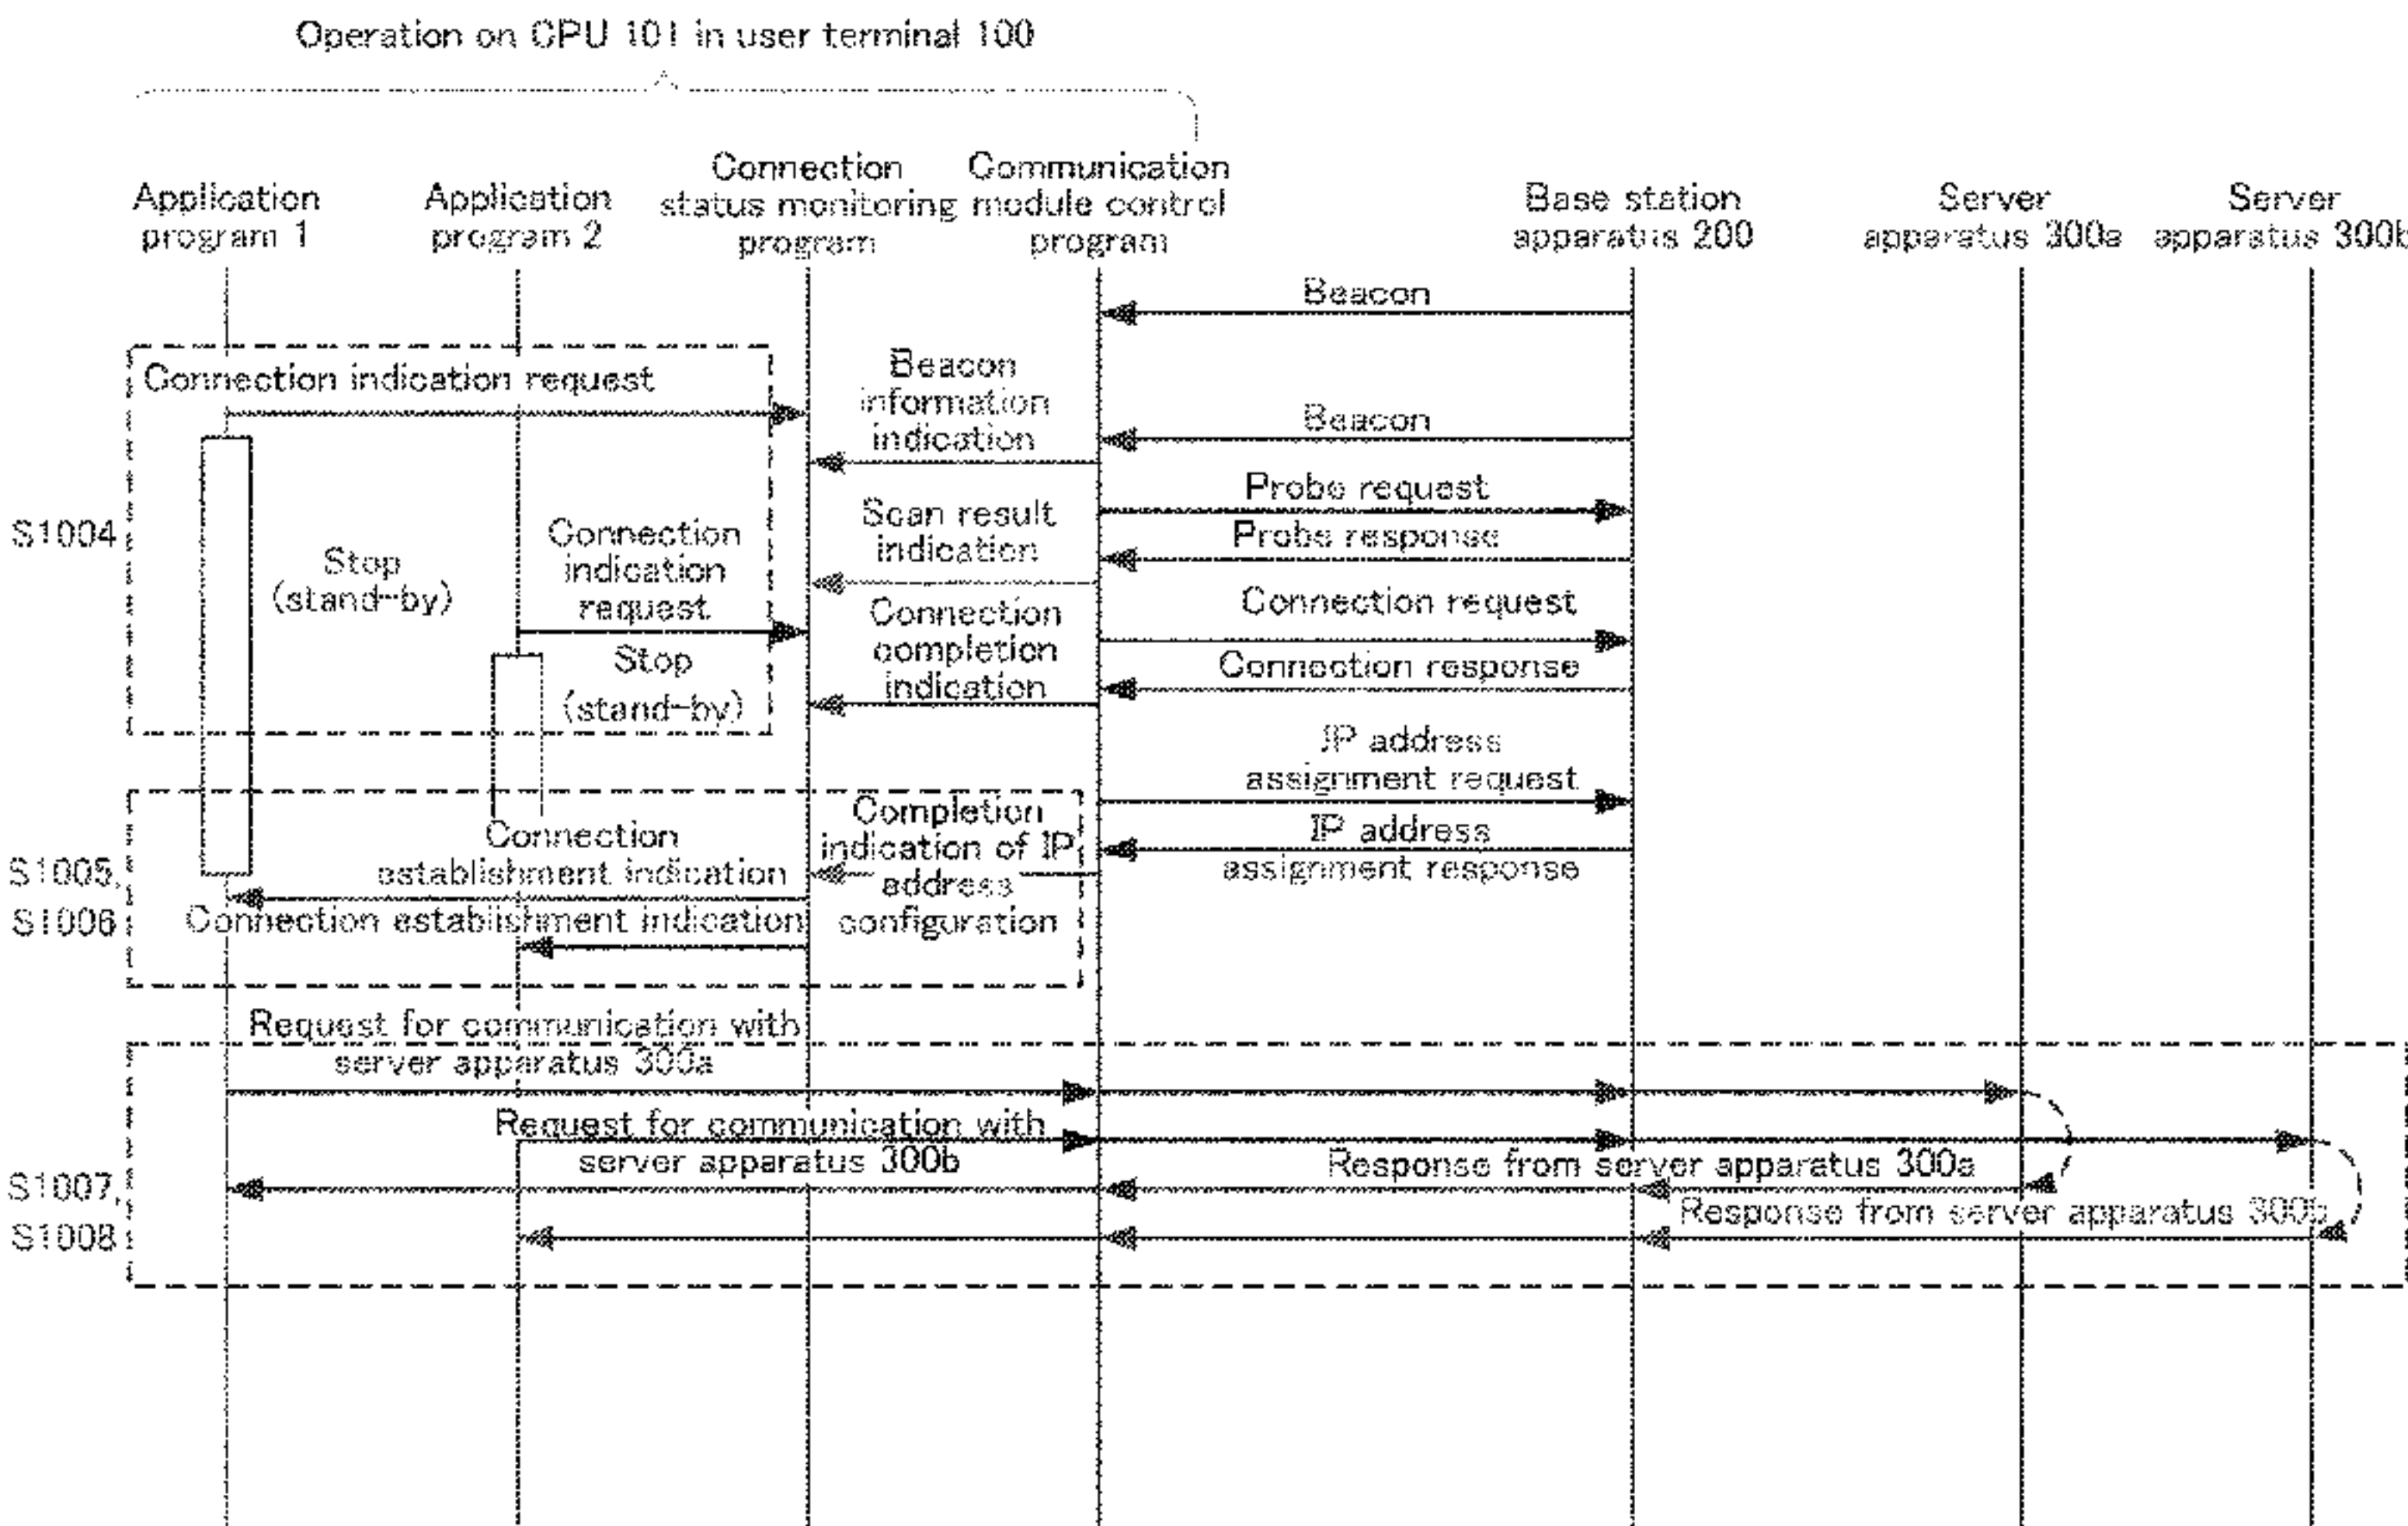 Operation on CPU 101 in user terminal 100
Application
program 1
Application
program 2
Connection
status monitoring
program
Communication
module control
program
Base station
apparatus 200
Server
apparatus 300a
Server
apparatus 300b
Beacon
Connection indication request
Beacon
information
indication
Beacon
Probe request
S1004
Stop
(stand-by)
Connection
indication
request
Scan result
indication
Probe response
Connection request
Stop
(stand-by)
Connection
completion
indication
Connection response
IP address
assignment request
Completion
indication of IP
address
configuration
IP address
assignment response
S1005,
S1006
Connection
establishment indication
Connection establishment indication
Request for communication with
server apparatus 300a
Request for communication with
server apparatus 300b
Response from server apparatus 300a
S1007,
S1008
Response from server apparatus 300b